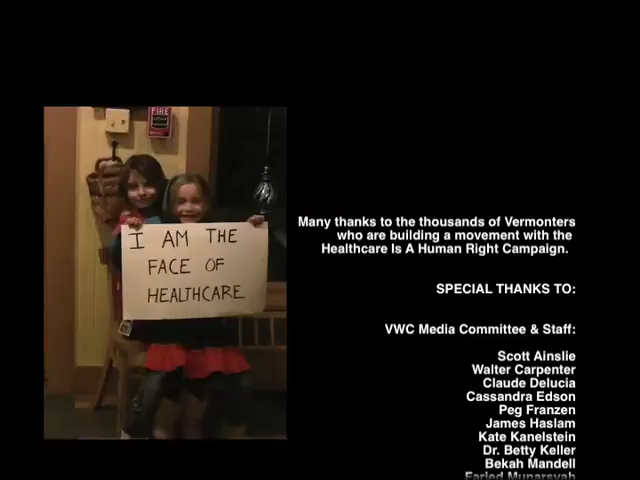 FIRE
I AM THE
FACE OF
HEALTHCARE
Many thanks to the thousands of Vermonters
who are building a movement with the
Healthcare Is A Human Right Campaign.
SPECIAL THANKS TO:
VWC Media Committee & Staff:
Scott Ainslie
Walter Carpenter
Claude Delucia
Cassandra Edson
Peg Franzen
James Haslam
Kate Kanelstein
Dr. Betty Keller
Bekah Mandell